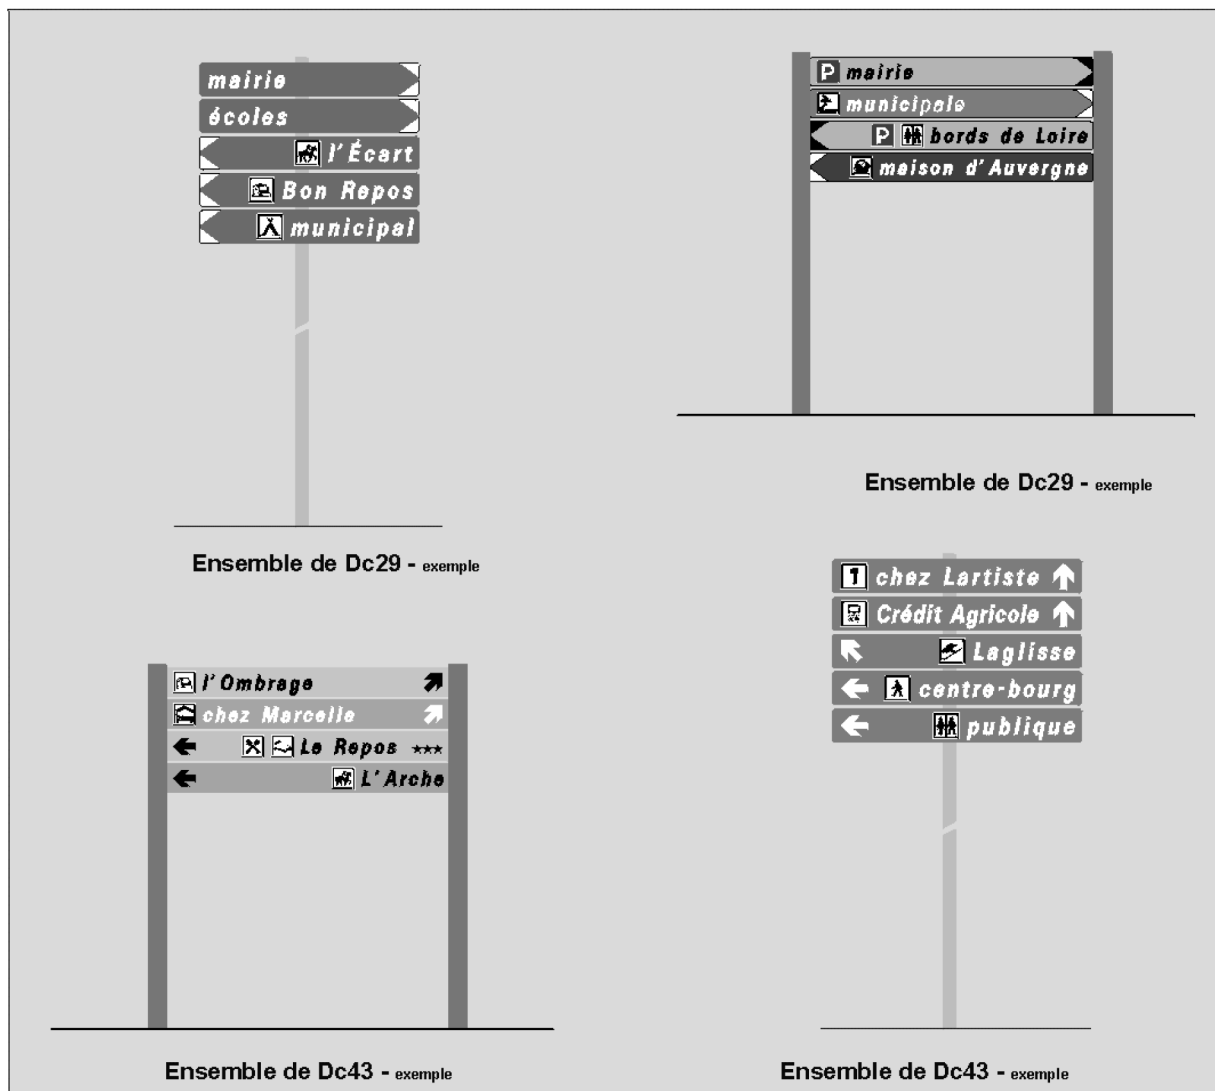 mairie
écoles
l'Écart
Bon Repos
municipal
Ensemble de Dc29 - exemple
P mairie
municipale
P bords de Loire
maison d'Auvergne
Ensemble de Dc29 - exemple
l'Ombrage
chez Marcelle
Le Repos ★★★
L'Arche
Ensemble de Dc43 - exemple
chez Lartiste
Crédit Agricole
Laglisse
centre-bourg
publique
Ensemble de Dc43 - exemple